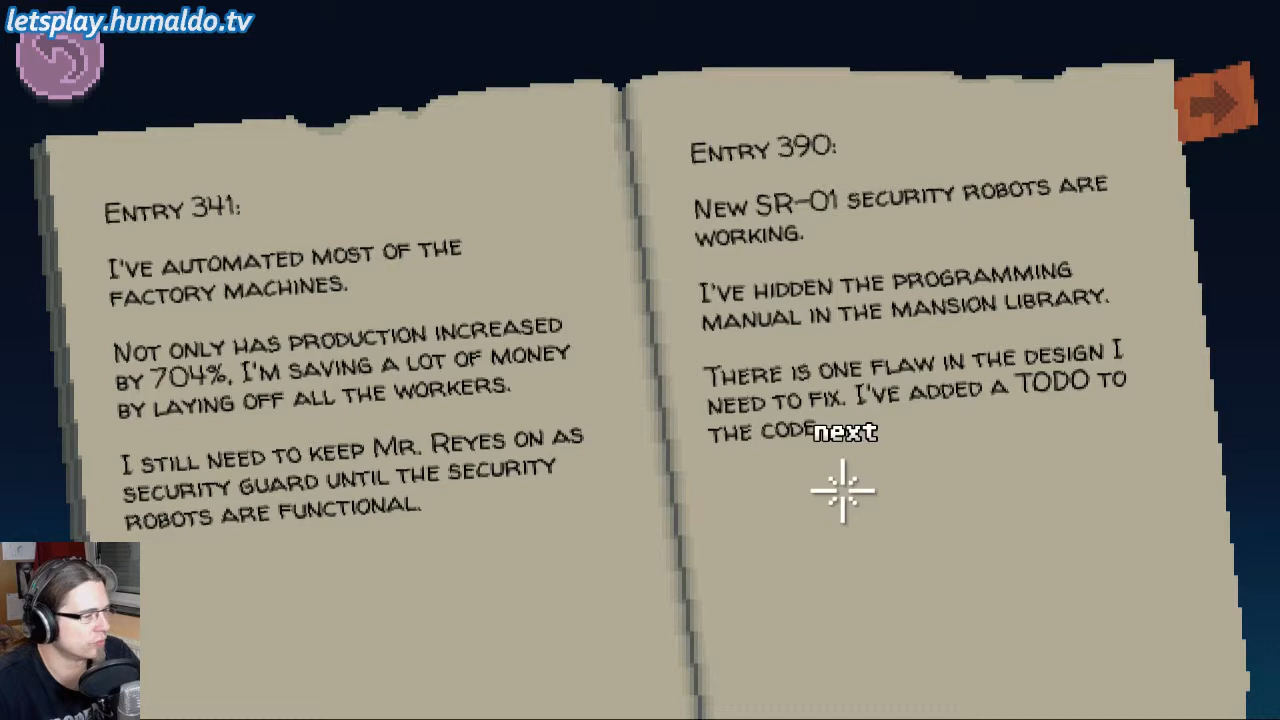 letsplay.humaldo.tv
Entry 341:
I've automated most of the
factory machines.
Not only has production increased
by 704%, I'm saving a lot of money
by laying off all the workers.
I still need to keep Mr. Reyes on as
security guard until the security
robots are functional.
Entry 390:
New SR-01 security robots are
working.
I've hidden the programming
manual in the mansion library.
There is one flaw in the design I
need to fix. I've added a TODO to
the code
next